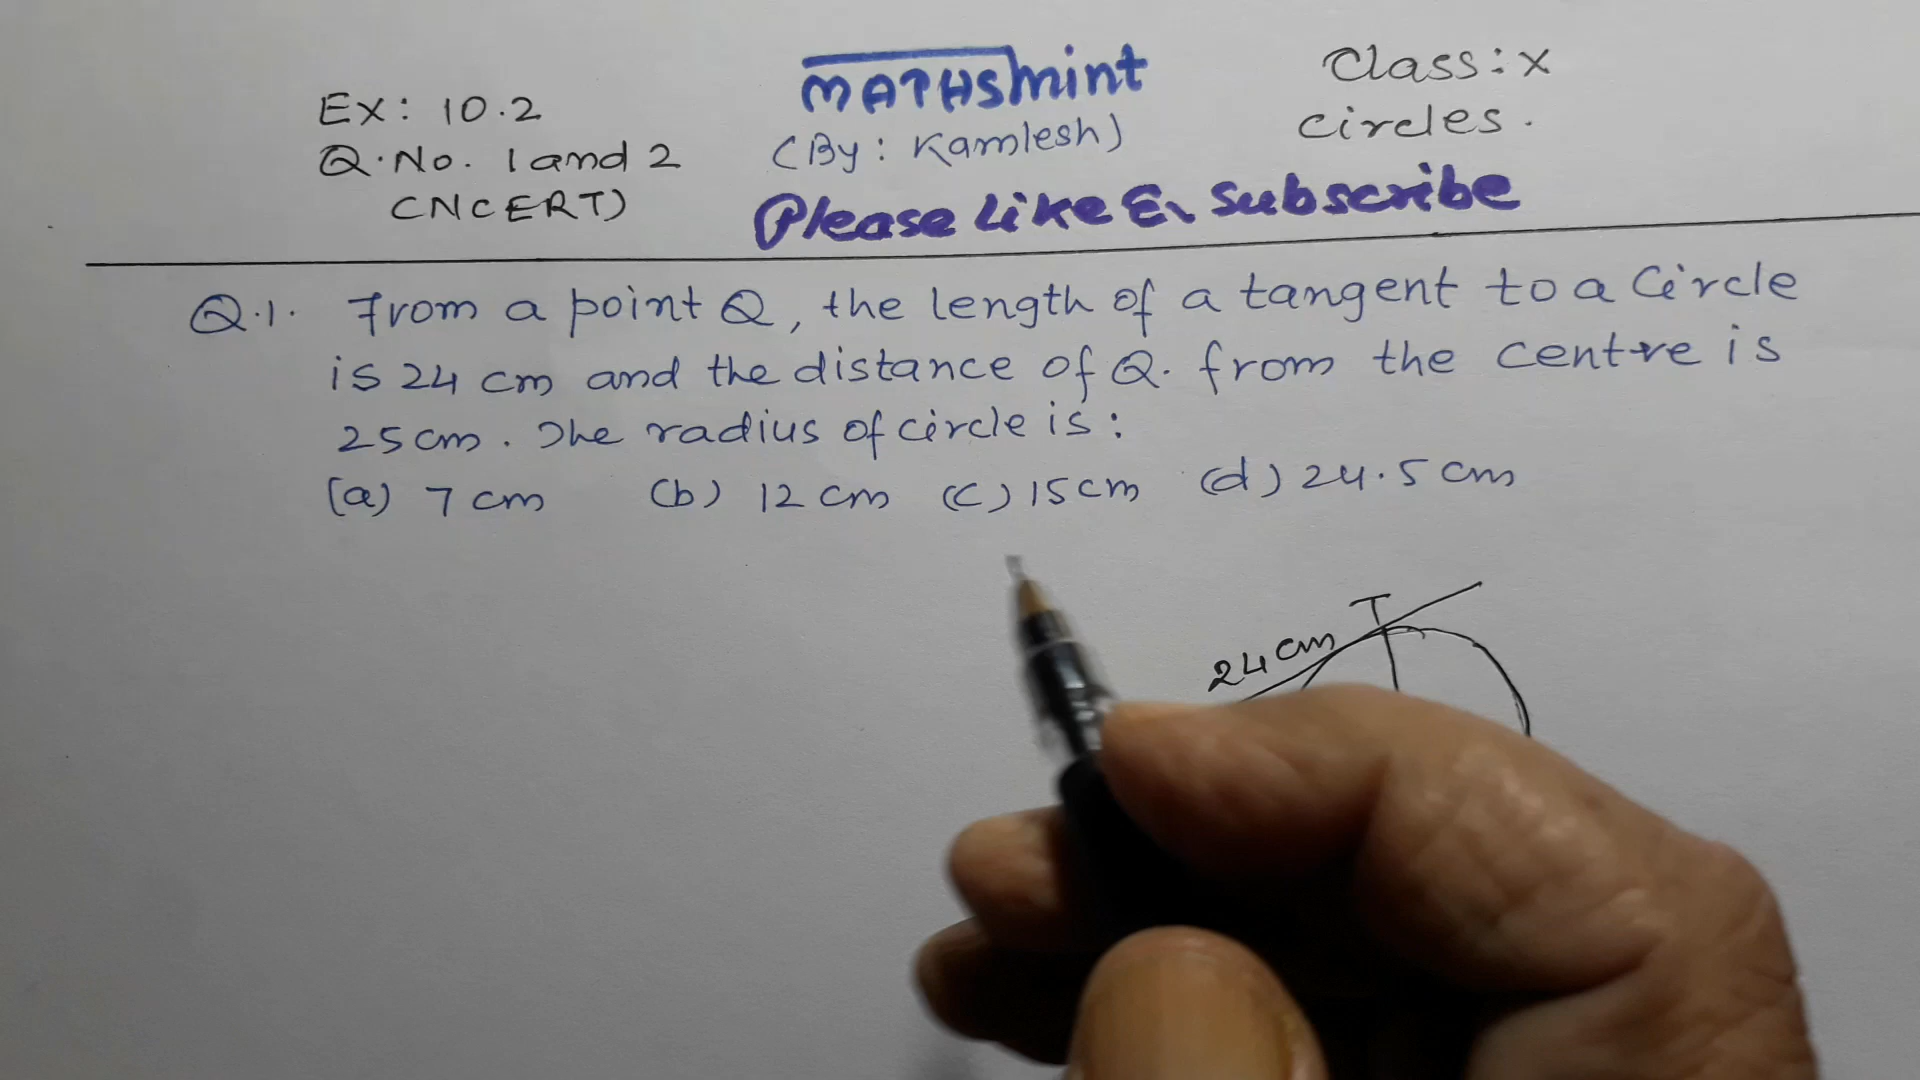 Ex: 10.2
Q.No. 1 and 2
(NCERT)
MATHSmint
(By: Kamlesh)
Please Like & Subscribe
Class: X
Circles.
Q.1. From a point Q, the length of a tangent to a Circle
is 24 cm and the distance of Q. from the centre is
25 cm. The radius of circle is:
(a) 7 cm (b) 12 cm (c) 15 cm (d) 24.5 cm
T
24 cm